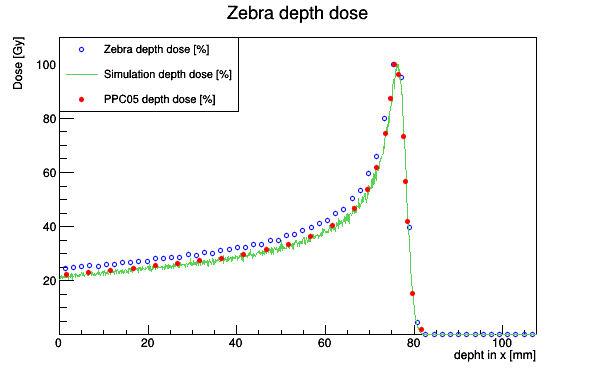 Zebra depth dose
Dose [Gy]
Zebra depth dose [%]
Simulation depth dose [%]
PPC05 depth dose [%]
100
80
60
40
20
0 20 40 60 80 100
depht in x [mm]